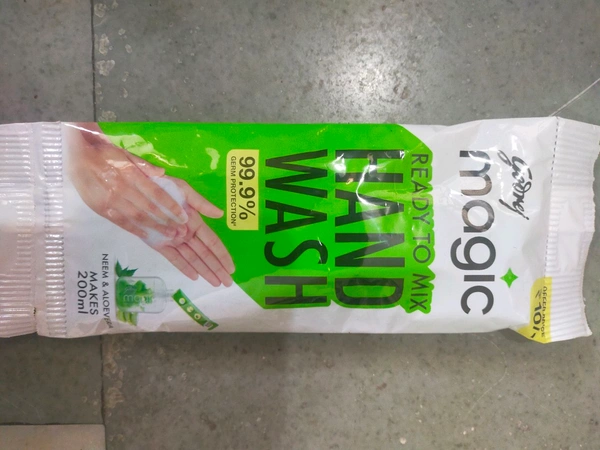 Godrej
magic
READY TO MIX
HAND
WASH
99.9%
GERM PROTECTION*
NEEM & ALOEVERA
MAKES
200ml